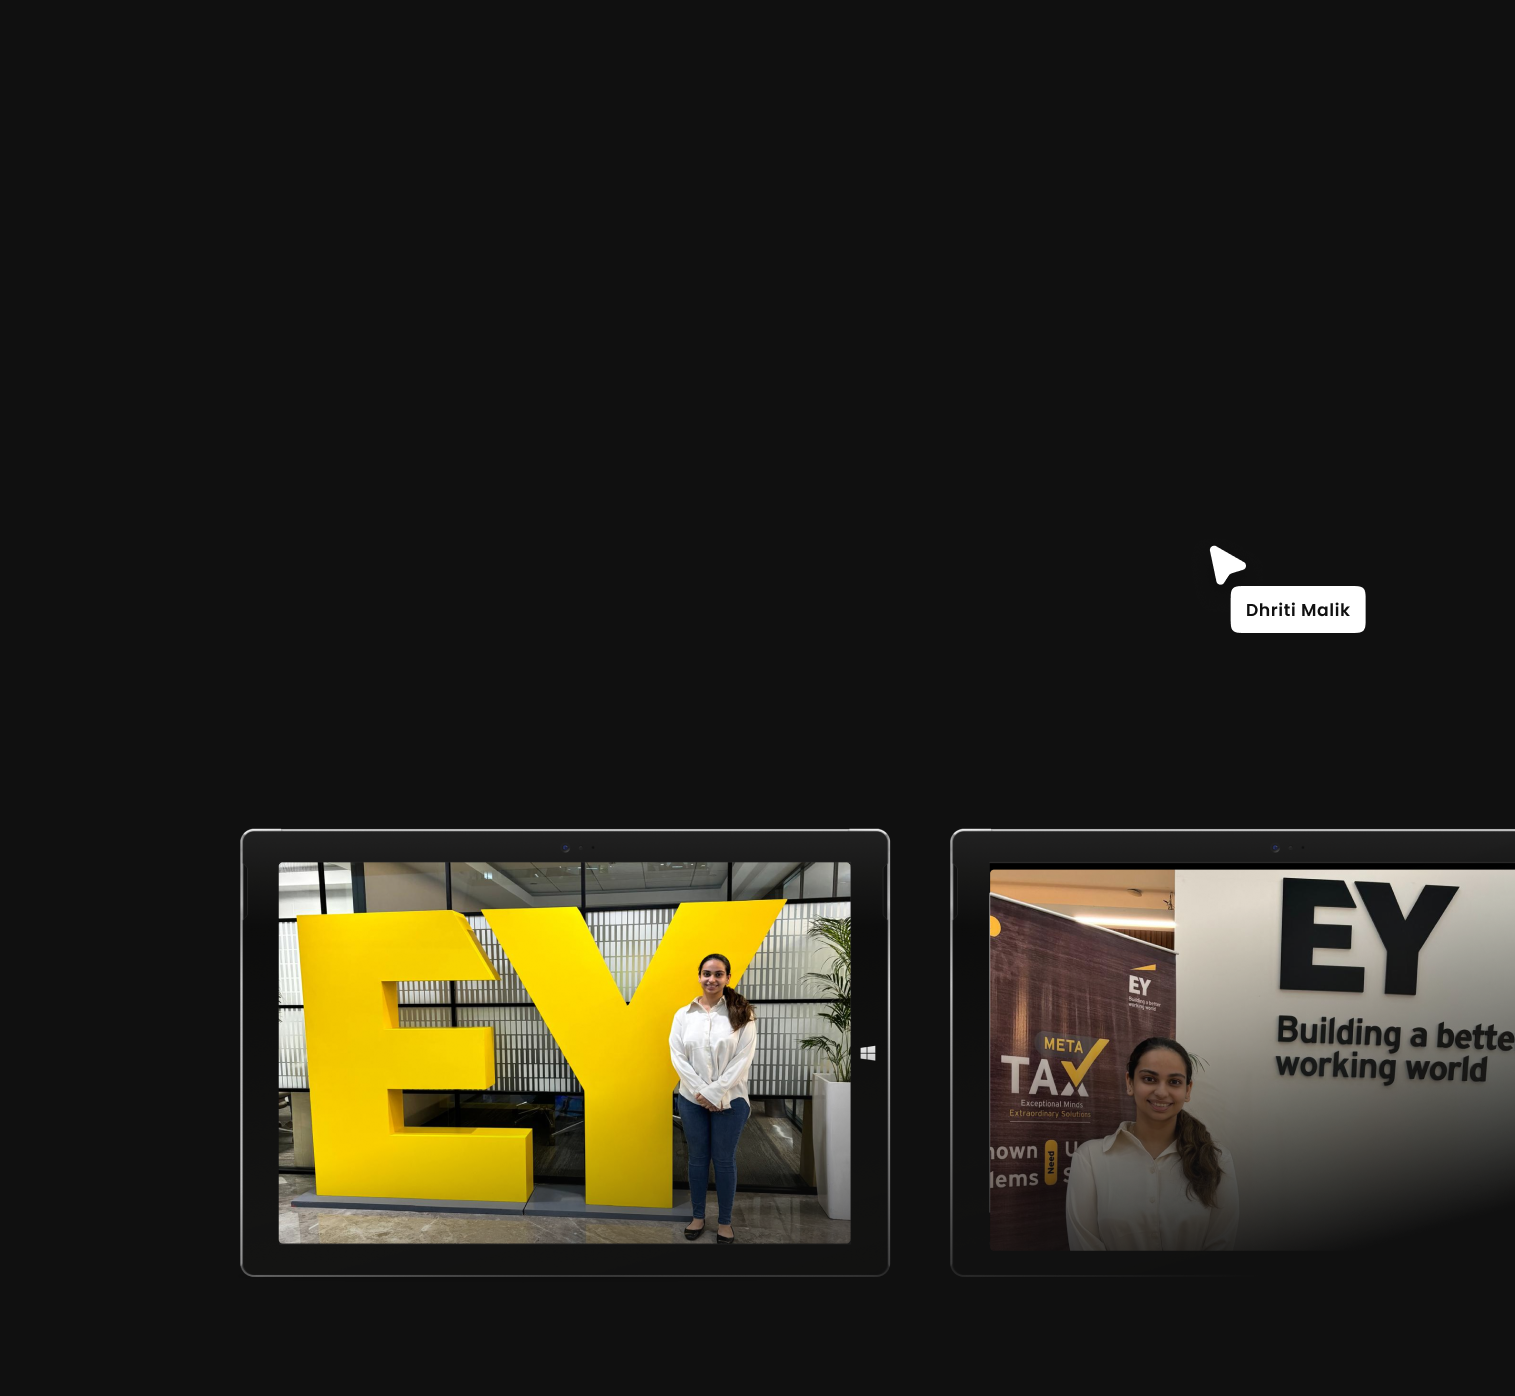 Dhriti Malik
EY
EY
Building a better
working world
META
TAX
Exceptional Minds
Extraordinary Solutions
nown
Need
U
lems
S
EY
Building a bette
working world